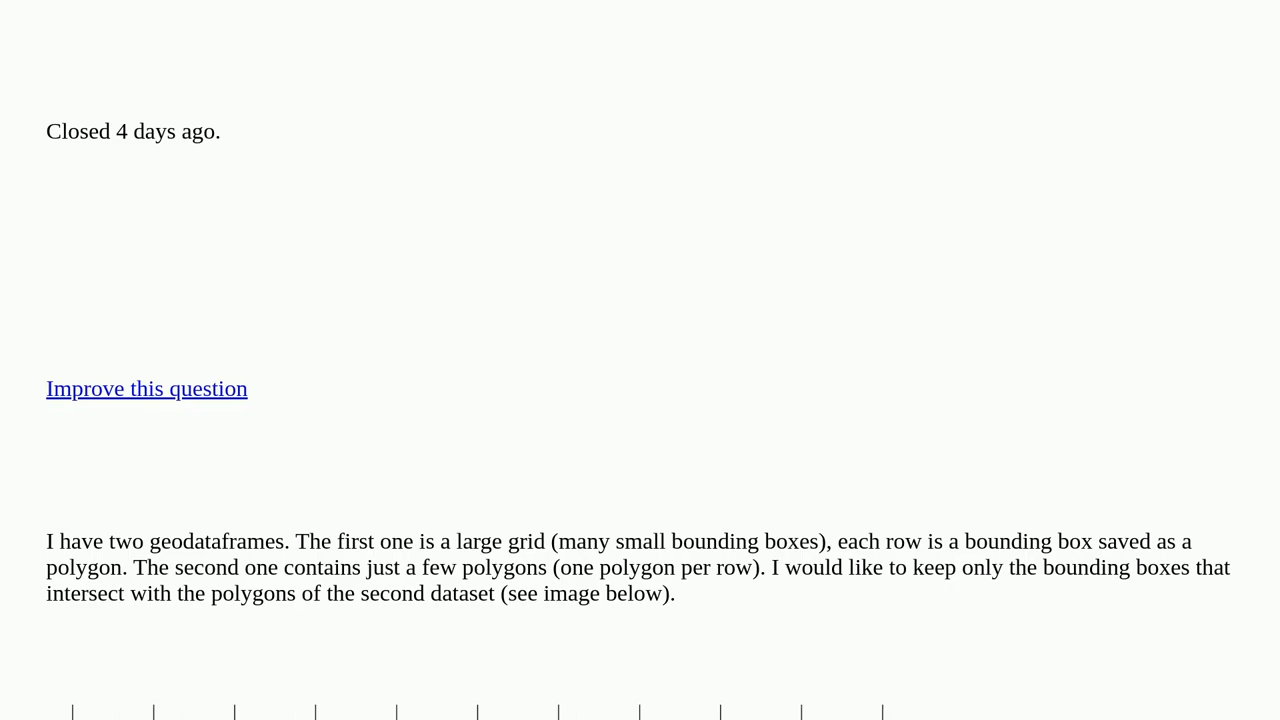 Closed 4 days ago.
Improve this question
I have two geodataframes. The first one is a large grid (many small bounding boxes), each row is a bounding box saved as a
polygon. The second one contains just a few polygons (one polygon per row). I would like to keep only the bounding boxes that
intersect with the polygons of the second dataset (see image below).